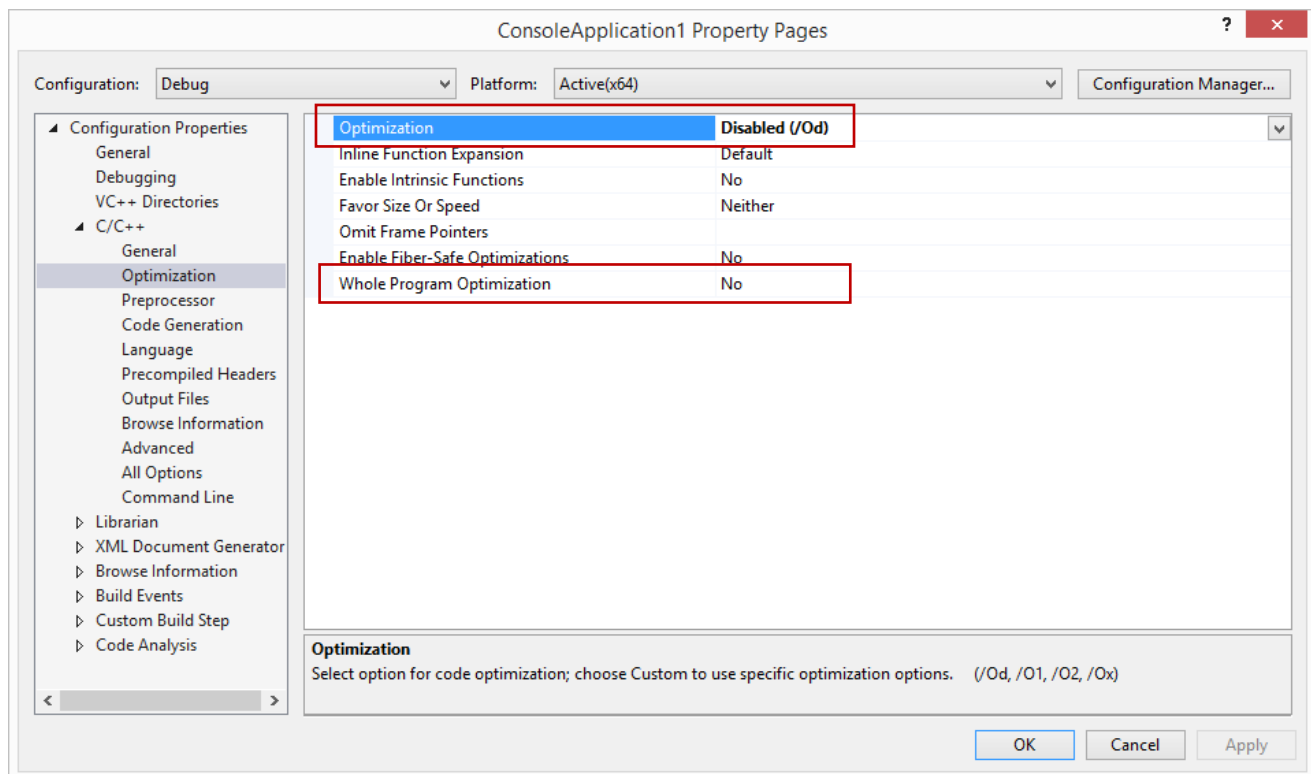 ConsoleApplication1 Property Pages
?
Configuration: Debug Platform: Active(x64) Configuration Manager...
Configuration Properties
General
Debugging
VC++ Directories
C/C++
General
Optimization
Preprocessor
Code Generation
Language
Precompiled Headers
Output Files
Browse Information
Advanced
All Options
Command Line
Librarian
XML Document Generator
Browse Information
Build Events
Custom Build Step
Code Analysis
Optimization Disabled (/Od)
Inline Function Expansion Default
Enable Intrinsic Functions No
Favor Size Or Speed Neither
Omit Frame Pointers
Enable Fiber-Safe Optimizations No
Whole Program Optimization No
Optimization
Select option for code optimization; choose Custom to use specific optimization options. (/Od, /O1, /O2, /Ox)
OK Cancel Apply